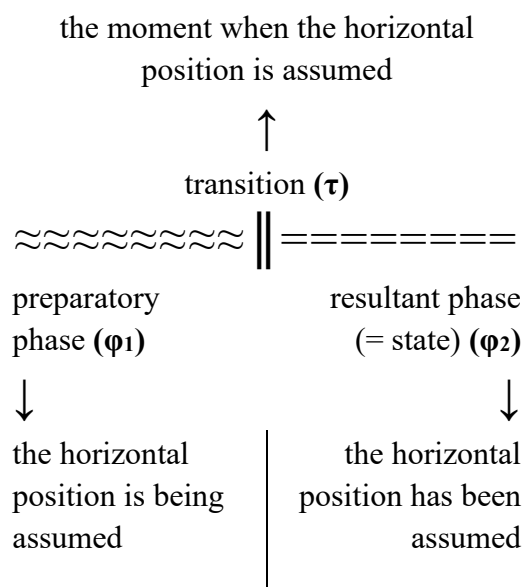 the moment when the horizontal
position is assumed
↑
transition (τ)
≈≈≈≈≈≈≈≈ ‖ ========
preparatory
phase (φ1)
resultant phase
(= state) (φ2)
↓ ↓
the horizontal
position is being
assumed
the horizontal
position has been
assumed